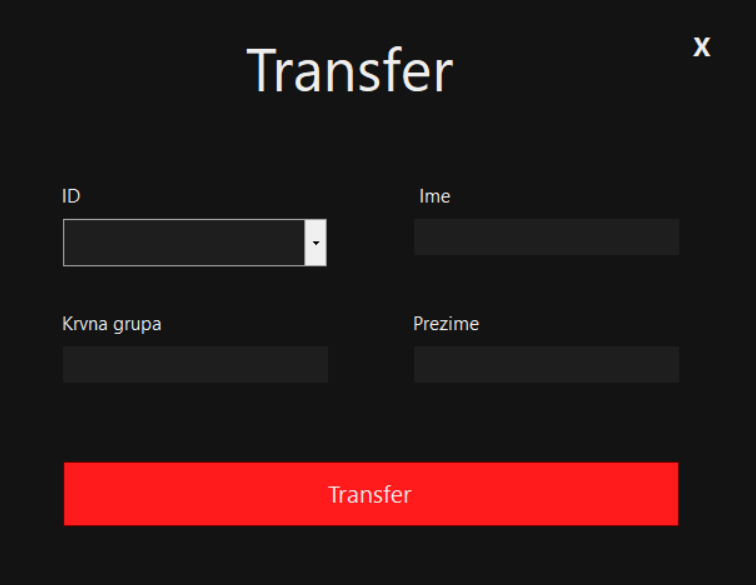 Transfer
X
ID
Ime
Krvna grupa
Prezime
Transfer